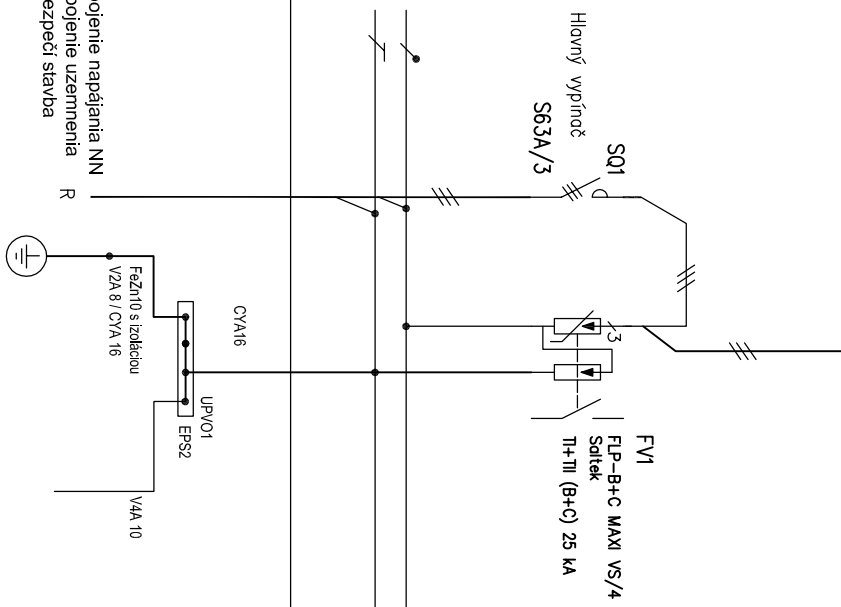 Hlavný vypínač
SQ1
S63A/3
R
3
FV1
FLP-B+C MAXI VS/4
Saltek
TI+TII (B+C) 25 kA
CYA16
UPVO1
EPS2
FeZn10 s izoláciou
V2A 8 / CYA 16
V4A 10
pojenie napájania NN
pojenie uzemnenia
ezpečí stavba